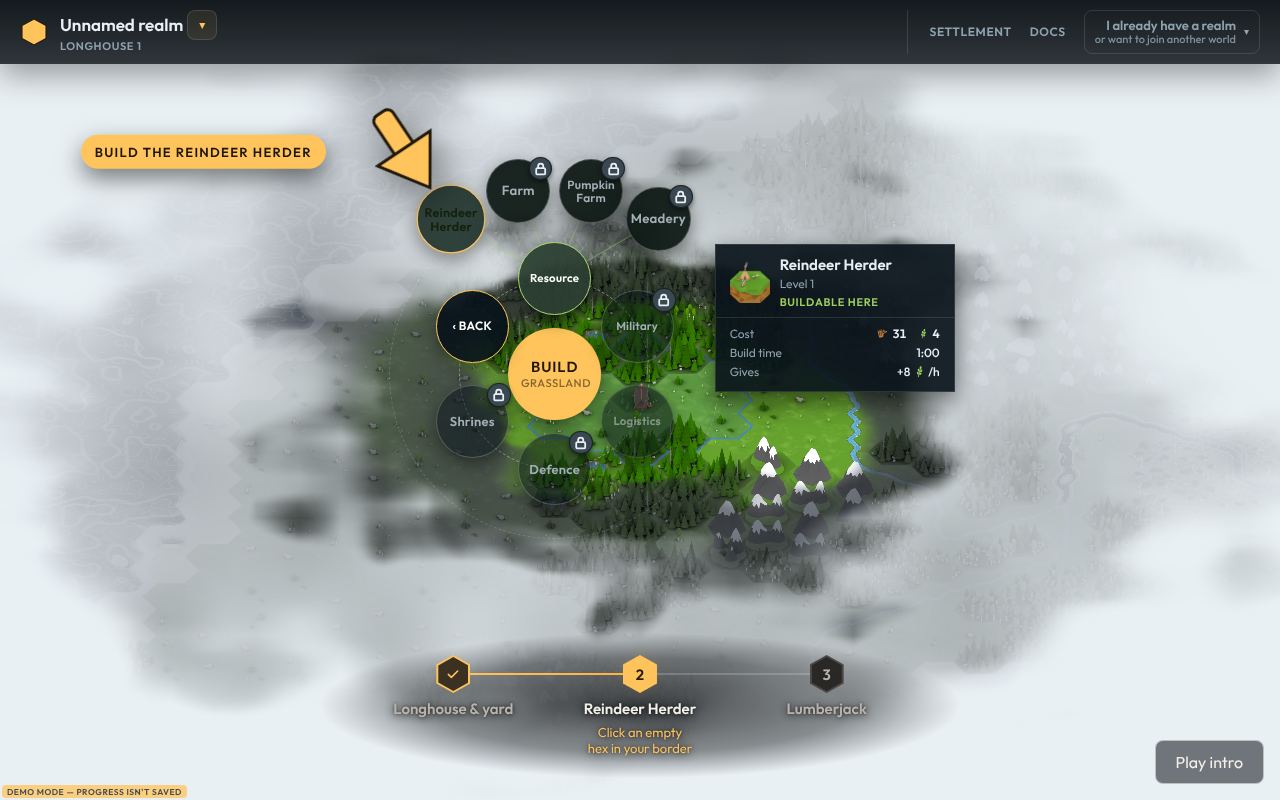 Unnamed realm
LONGHOUSE 1
SETTLEMENT
DOCS
I already have a realm
or want to join another world
BUILD THE REINDEER HERDER
Reindeer
Herder
Farm
Pumpkin
Farm
Meadery
Resource
‹ BACK
Military
BUILD
GRASSLAND
Shrines
Logistics
Defence
Reindeer Herder
Level 1
BUILDABLE HERE
Cost 31 4
Build time 1:00
Gives +8 /h
2
3
Longhouse & yard
Reindeer Herder
Lumberjack
Click an empty
hex in your border
Play intro
DEMO MODE — PROGRESS ISN'T SAVED